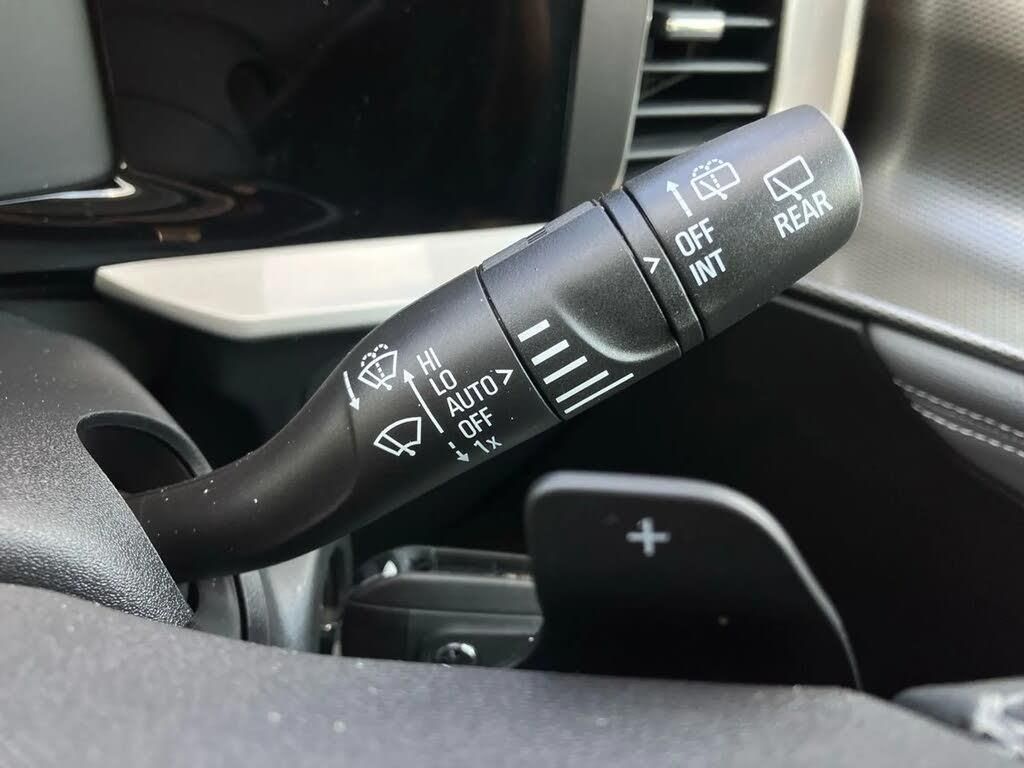 HI
LO
AUTO >
OFF
1x
>
OFF
INT
REAR
+